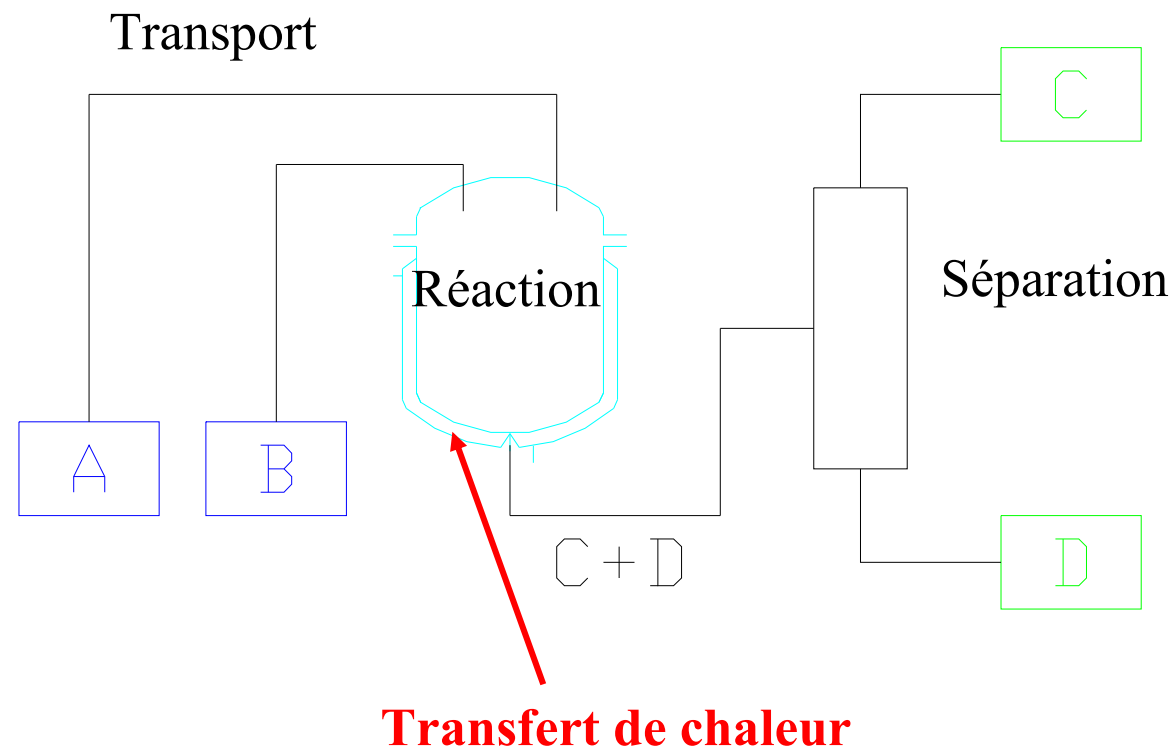 Transport
C
Réaction
Séparation
A
B
C + D
D
Transfert de chaleur